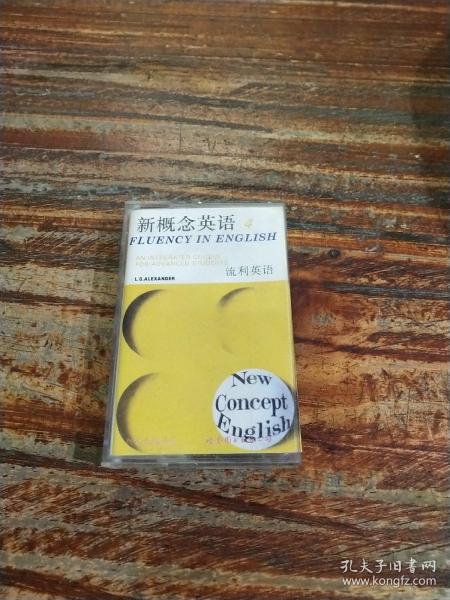 新概念英语 4
FLUENCY IN ENGLISH
AN INTEGRATED COURSE
FOR ADVANCED STUDENTS
L.G.ALEXANDER
流利英语
New
Concept
English
孔夫子旧书网
www.kongfz.com